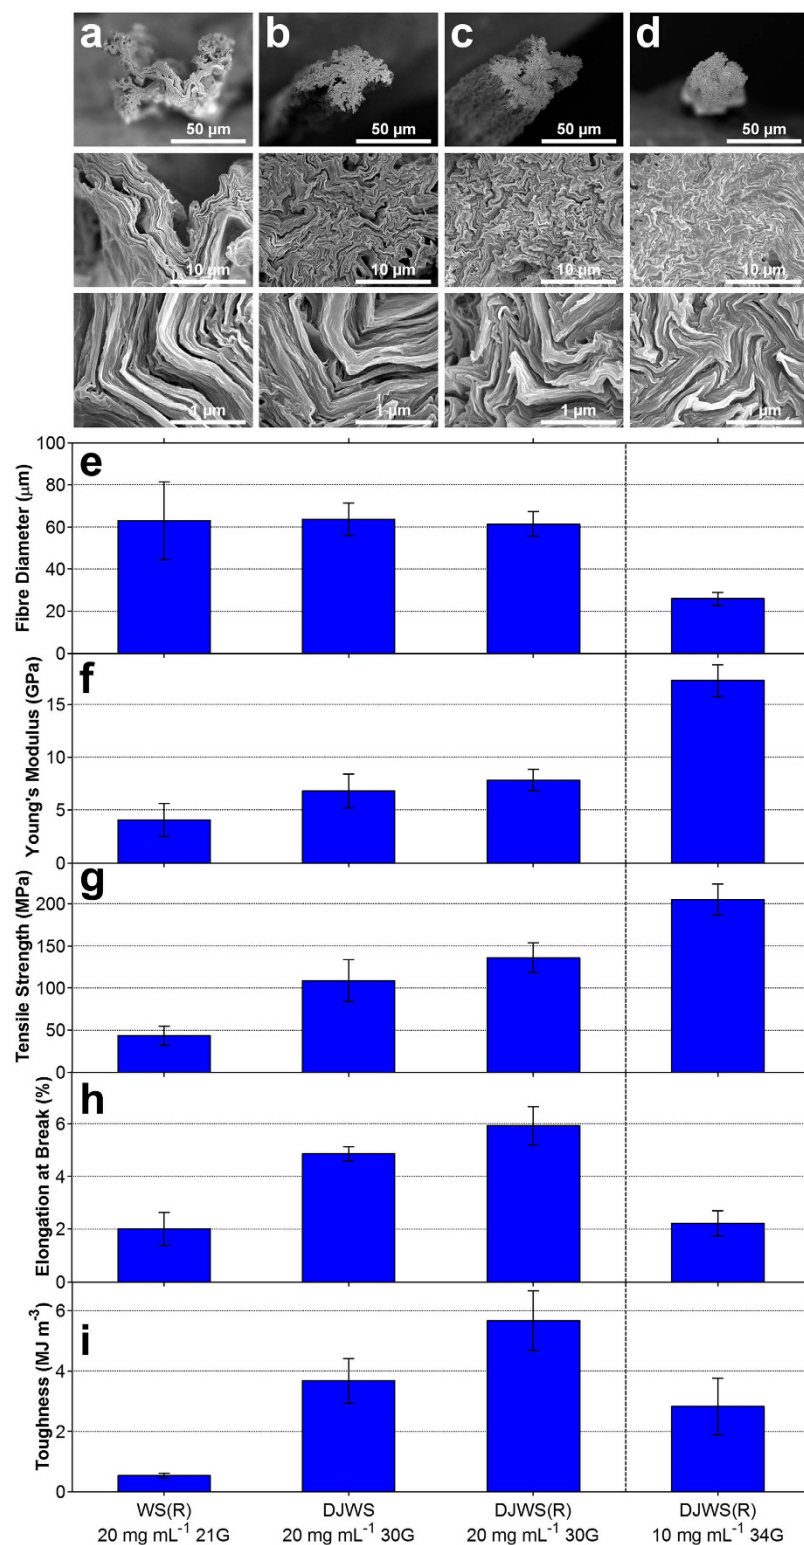 a b c d
50 µm 50 µm 50 µm 50 µm
10 µm 10 µm 10 µm 10 µm
1 µm 1 µm 1 µm 1 µm
e
Fibre Diameter (µm)
100
80
60
40
20
0
f
Young's Modulus (GPa)
15
10
5
0
g
Tensile Strength (MPa)
200
150
100
50
0
h
Elongation at Break (%)
6
4
2
0
i
Toughness (MJ m⁻³)
6
4
2
0
WS(R) DJWS DJWS(R) DJWS(R)
20 mg mL⁻¹ 21G 20 mg mL⁻¹ 30G 20 mg mL⁻¹ 30G 10 mg mL⁻¹ 34G